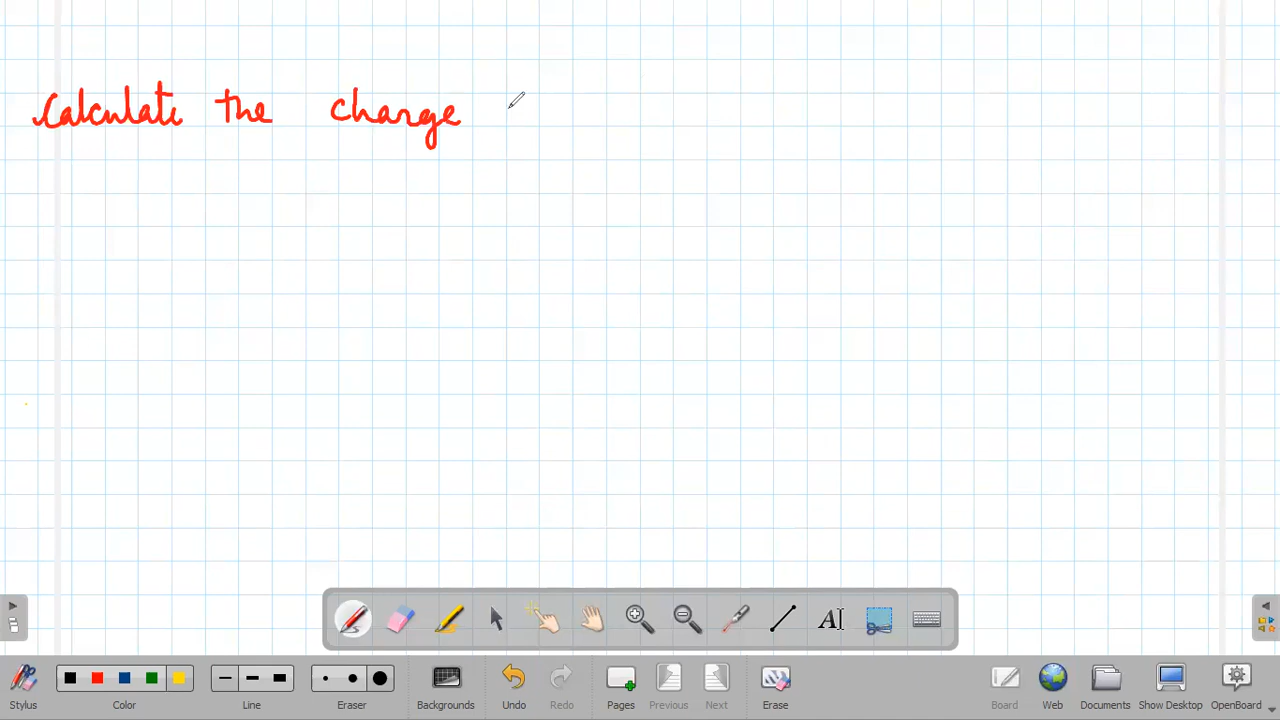 Calculate the change
Stylus Color Line Eraser Backgrounds Undo Redo Pages Previous Next Erase Board Web Documents Show Desktop OpenBoard